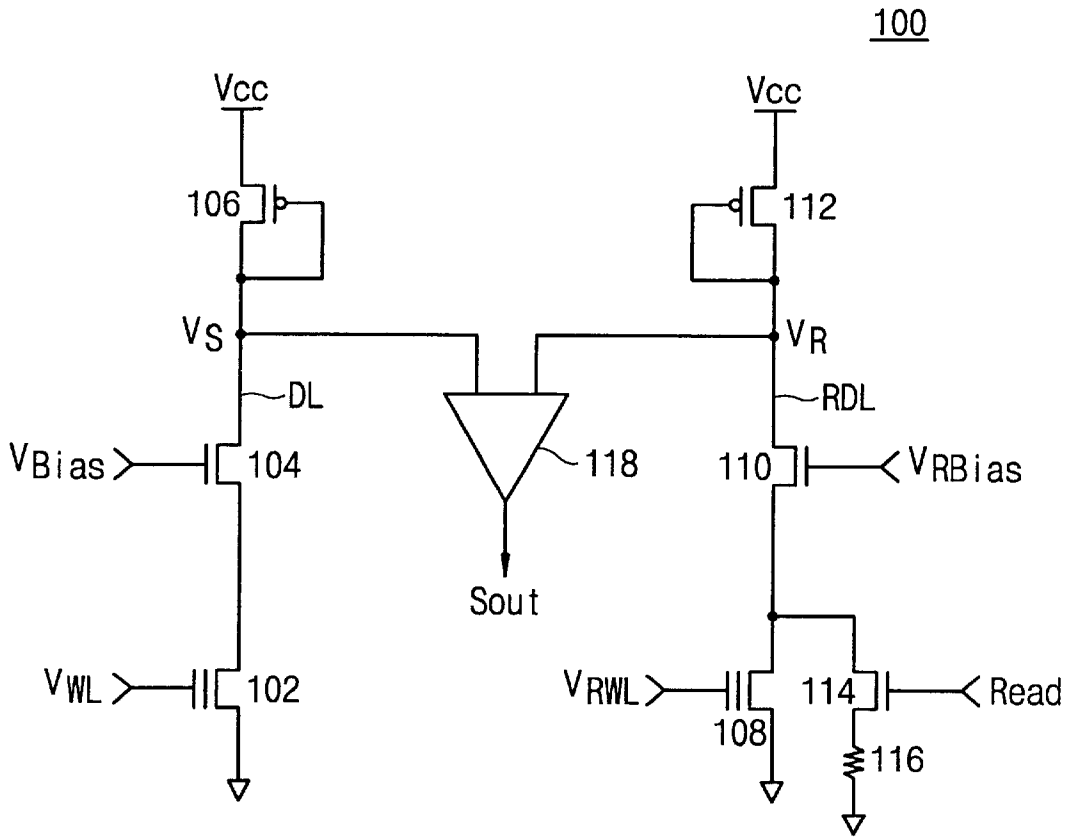 100
Vcc
Vcc
106
112
VS
VR
DL
RDL
VBias
104
118
110
VRBias
Sout
VWL
102
VRWL
108
114
Read
116